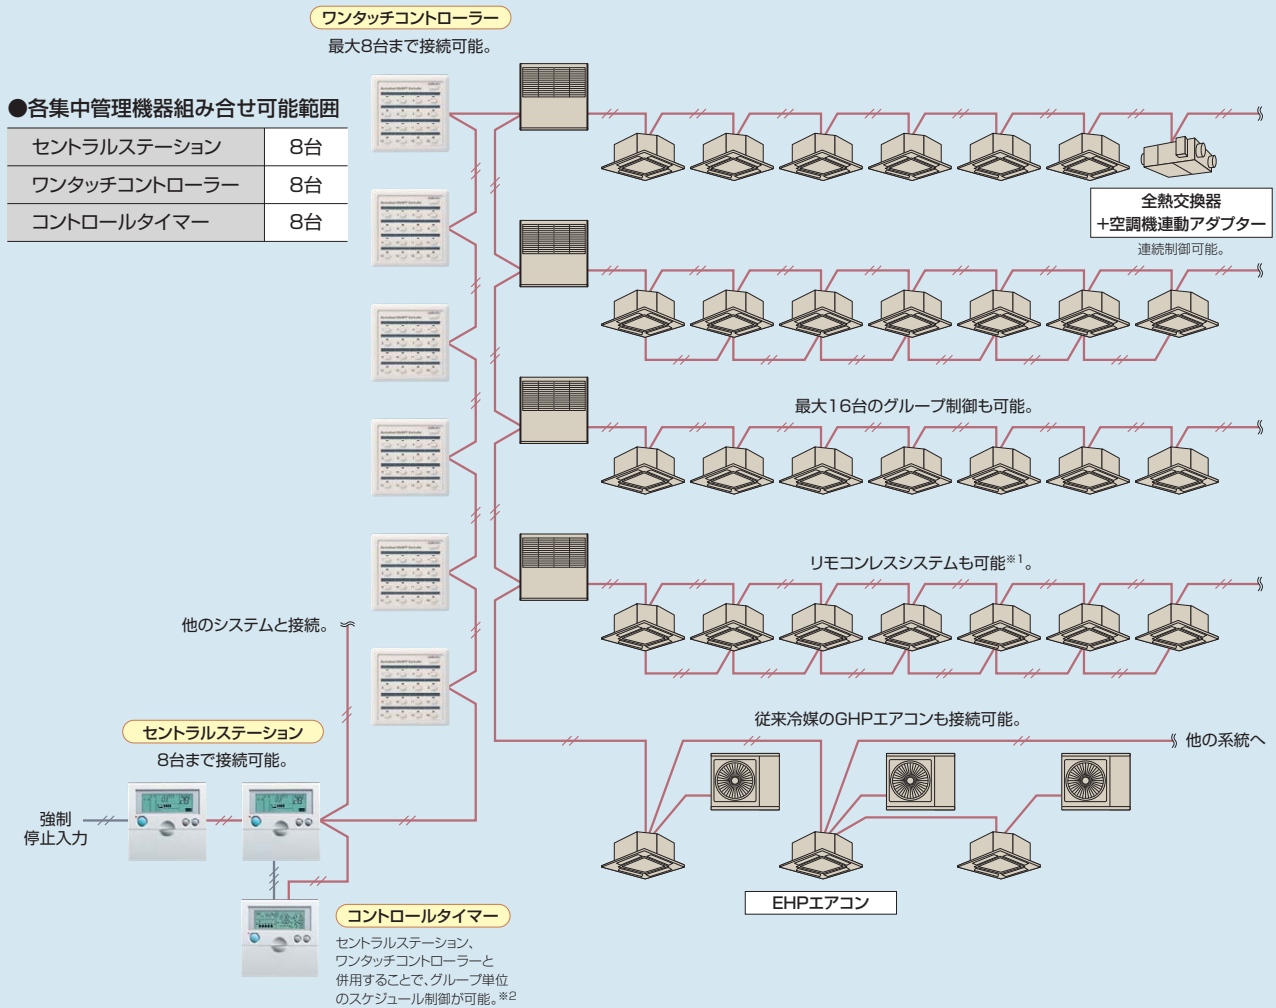 ワンタッチコントローラー
最大8台まで接続可能。
●各集中管理機器組み合せ可能範囲
セントラルステーション 8台
ワンタッチコントローラー 8台
コントロールタイマー 8台
全熱交換器
+空調機連動アダプター
連続制御可能。
最大16台のグループ制御も可能。
リモコンレスシステムも可能※1。
他のシステムと接続。
従来冷媒のGHPエアコンも接続可能。
他の系統へ
セントラルステーション
8台まで接続可能。
強制
停止入力
EHPエアコン
コントロールタイマー
セントラルステーション、
ワンタッチコントローラーと
併用することで、グループ単位
のスケジュール制御が可能。※2